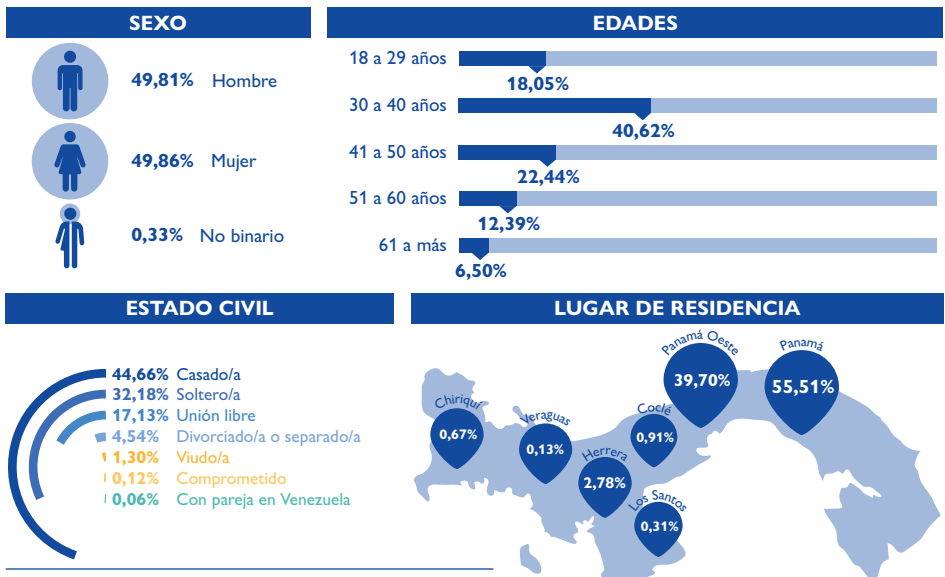 SEXO
49,81% Hombre
49,86% Mujer
0,33% No binario
EDADES
18 a 29 años
18,05%
30 a 40 años
40,62%
41 a 50 años
22,44%
51 a 60 años
12,39%
61 a más
6,50%
ESTADO CIVIL
44,66% Casado/a
32,18% Soltero/a
17,13% Unión libre
4,54% Divorciado/a o separado/a
1,30% Viudo/a
0,12% Comprometido
0,06% Con pareja en Venezuela
LUGAR DE RESIDENCIA
Chiriquí
0,67%
Veraguas
0,13%
Herrera
2,78%
Coclé
0,91%
Los Santos
0,31%
Panamá Oeste
39,70%
Panamá
55,51%